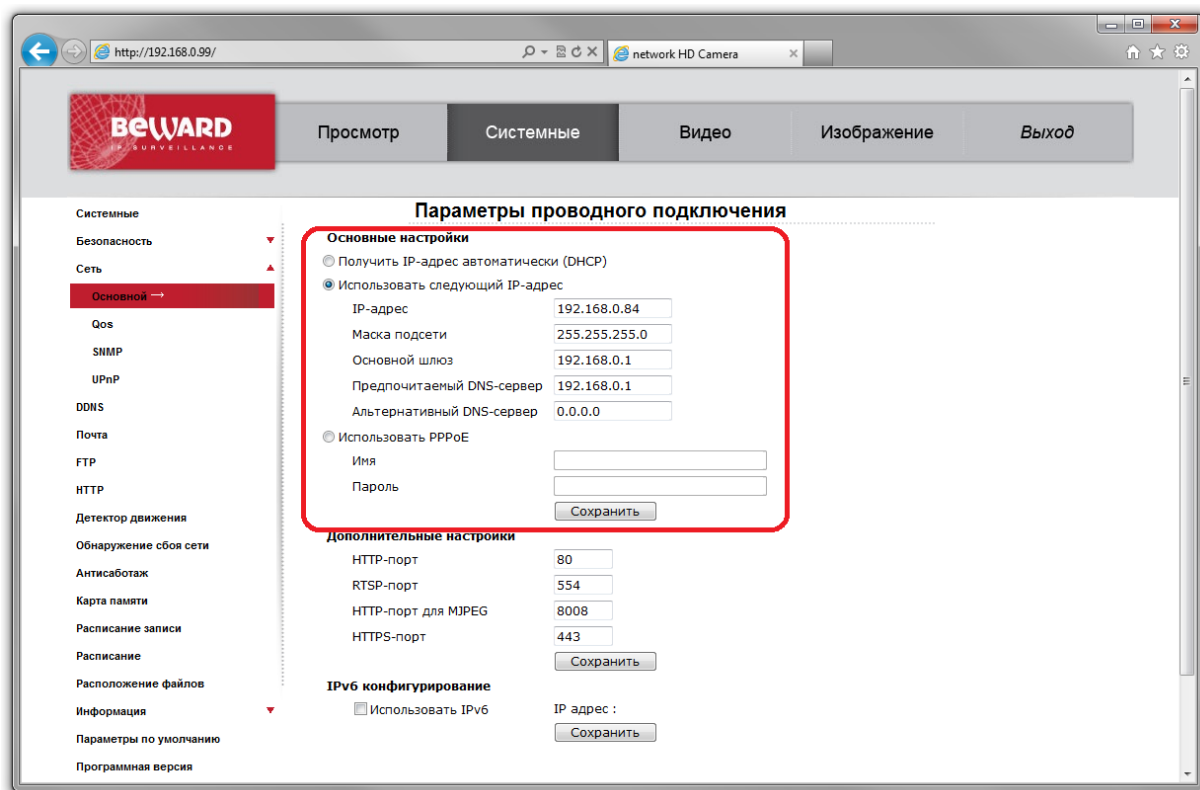 http://192.168.0.99/
network HD Camera
BEWARD
IP SURVEILLANCE
Просмотр
Системные
Видео
Изображение
Выход
Системные
Безопасность
Сеть
Основной →
Qos
SNMP
UPnP
DDNS
Почта
FTP
HTTP
Детектор движения
Обнаружение сбоя сети
Антисаботаж
Карта памяти
Расписание записи
Расписание
Расположение файлов
Информация
Параметры по умолчанию
Программная версия
Параметры проводного подключения
Основные настройки
Получить IP-адрес автоматически (DHCP)
Использовать следующий IP-адрес
IP-адрес 192.168.0.84
Маска подсети 255.255.255.0
Основной шлюз 192.168.0.1
Предпочитаемый DNS-сервер 192.168.0.1
Альтернативный DNS-сервер 0.0.0.0
Использовать PPPoE
Имя
Пароль
Сохранить
Дополнительные настройки
HTTP-порт 80
RTSP-порт 554
HTTP-порт для MJPEG 8008
HTTPS-порт 443
Сохранить
IPv6 конфигурирование
Использовать IPv6 IP адрес :
Сохранить